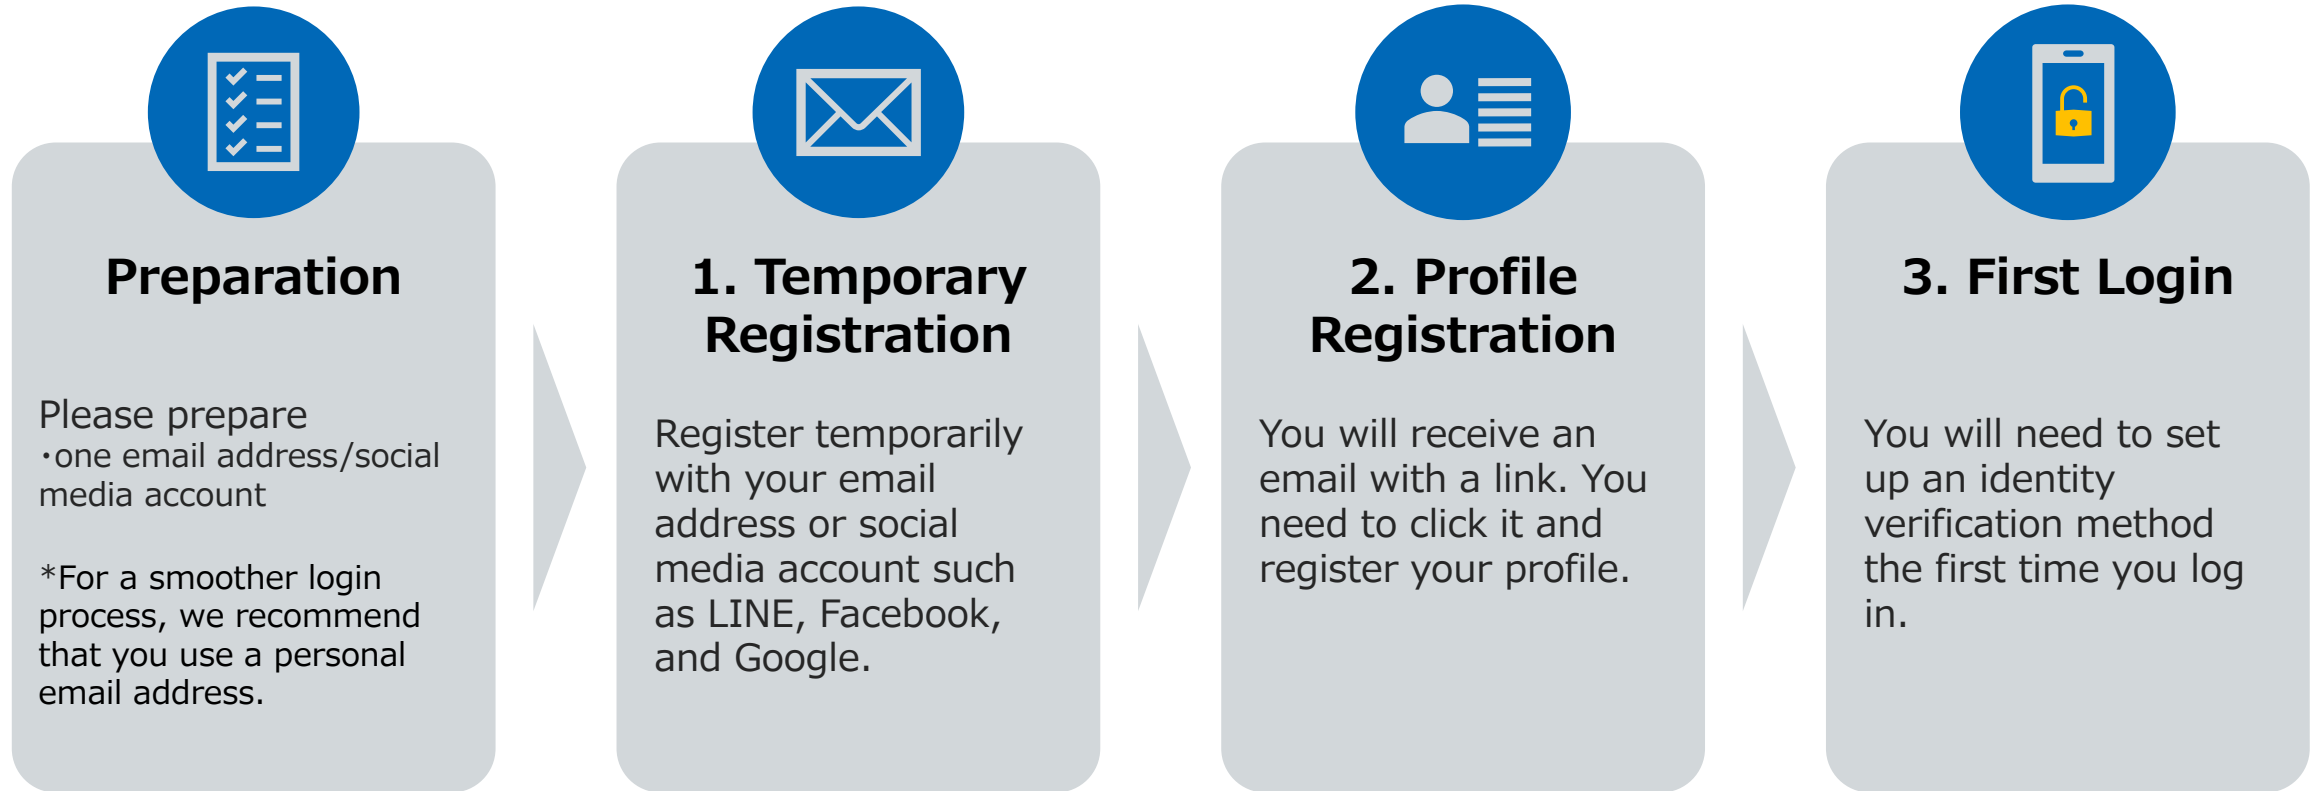 Preparation
Please prepare
・one email address/social
media account
*For a smoother login
process, we recommend
that you use a personal
email address.
1. Temporary
Registration
Register temporarily
with your email
address or social
media account such
as LINE, Facebook,
and Google.
2. Profile
Registration
You will receive an
email with a link. You
need to click it and
register your profile.
3. First Login
You will need to set
up an identity
verification method
the first time you log
in.